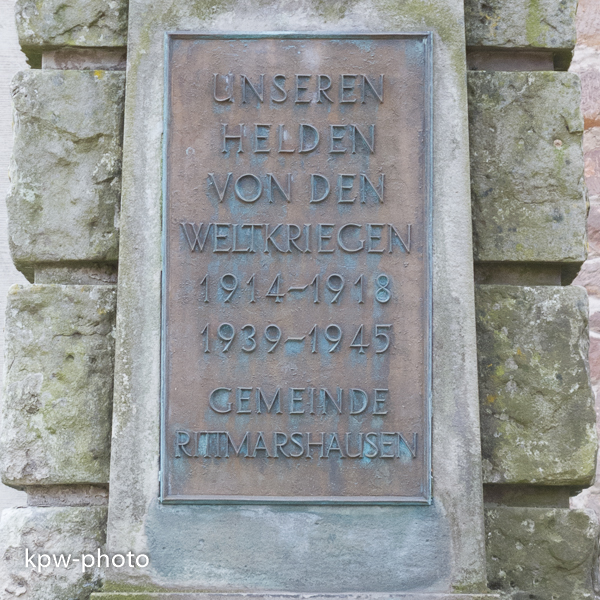 UNSEREN
HELDEN
VON DEN
WELTKRIEGEN
1914-1918
1939-1945
GEMEINDE
RITTMARSHAUSEN
kpw-photo